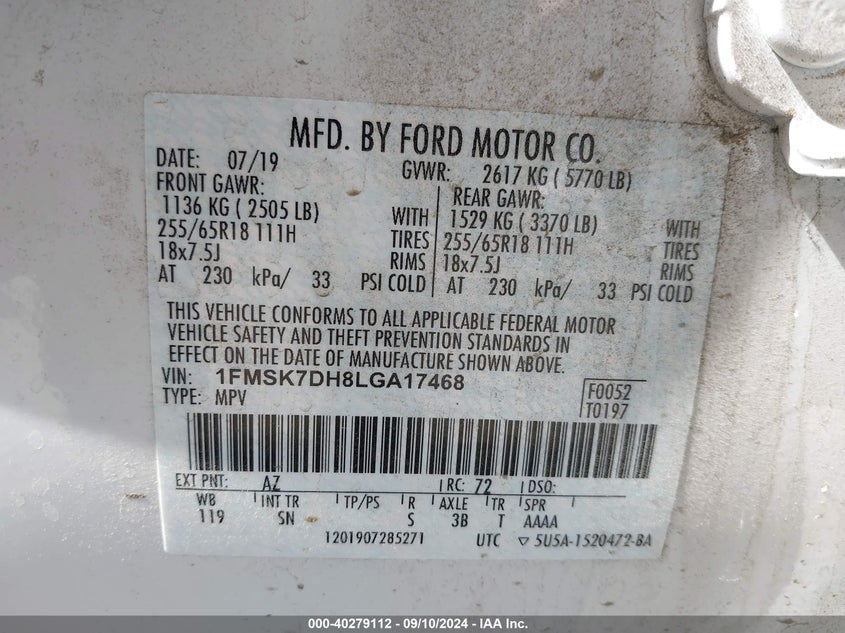 MFD. BY FORD MOTOR CO.
DATE: 07/19 GVWR: 2617 KG ( 5770 LB)
FRONT GAWR: REAR GAWR:
1136 KG ( 2505 LB) WITH 1529 KG ( 3370 LB) WITH
255/65R18 111H TIRES 255/65R18 111H TIRES
18x7.5J RIMS 18x7.5J RIMS
AT 230 kPa/ 33 PSI COLD AT 230 kPa/ 33 PSI COLD
THIS VEHICLE CONFORMS TO ALL APPLICABLE FEDERAL MOTOR
VEHICLE SAFETY AND THEFT PREVENTION STANDARDS IN
EFFECT ON THE DATE OF MANUFACTURE SHOWN ABOVE.
VIN: 1FMSK7DH8LGA17468 F0052
TYPE: MPV T0197
EXT PNT: AZ RC: 72 DSO:
WB INT TR TP/PS R AXLE TR SPR
119 SN S 3B T AAAA
1201907285271 UTC ▽ 5U5A-1520472-BA
000-40279112 - 09/10/2024 - IAA Inc.